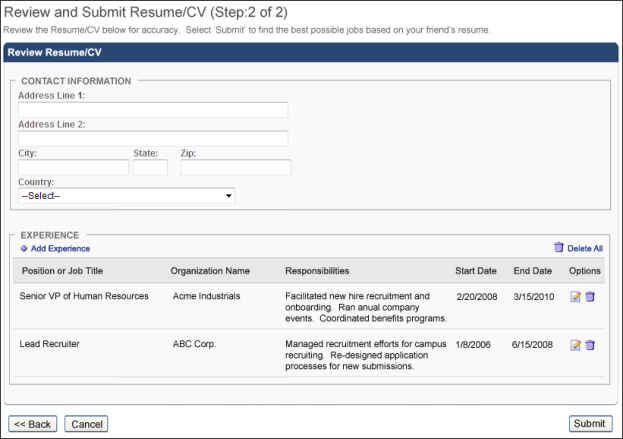 Review and Submit Resume/CV (Step:2 of 2)
Review the Resume/CV below for accuracy. Select 'Submit' to find the best possible jobs based on your friend's resume.
Review Resume/CV
CONTACT INFORMATION
Address Line 1:
Address Line 2:
City: State: Zip:
Country:
--Select--
EXPERIENCE
Add Experience Delete All
Position or Job Title Organization Name Responsibilities Start Date End Date Options
Senior VP of Human Resources Acme Industrials Facilitated new hire recruitment and 2/20/2008 3/15/2010
onboarding. Ran anual company
events. Coordinated benefits programs.
Lead Recruiter ABC Corp. Managed recruitment efforts for campus 1/8/2006 6/15/2008
recruiting. Re-designed application
processes for new submissions.
<< Back Cancel Submit